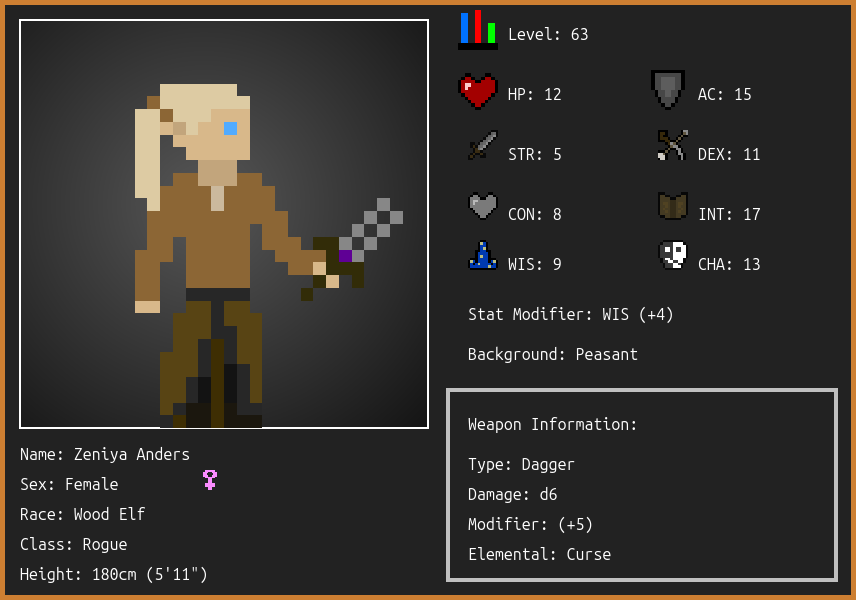 Level: 63
HP: 12
AC: 15
STR: 5
DEX: 11
CON: 8
INT: 17
WIS: 9
CHA: 13
Stat Modifier: WIS (+4)
Background: Peasant
Weapon Information:
Type: Dagger
Damage: d6
Modifier: (+5)
Elemental: Curse
Name: Zeniya Anders
Sex: Female
Race: Wood Elf
Class: Rogue
Height: 180cm (5'11")